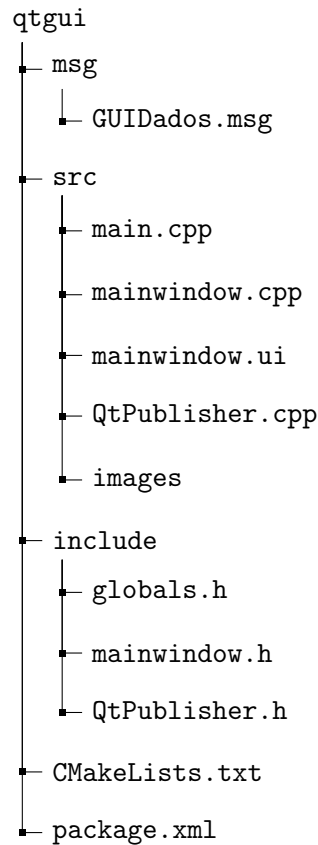 qtgui
msg
GUIDados.msg
src
main.cpp
mainwindow.cpp
mainwindow.ui
QtPublisher.cpp
images
include
globals.h
mainwindow.h
QtPublisher.h
CMakeLists.txt
package.xml